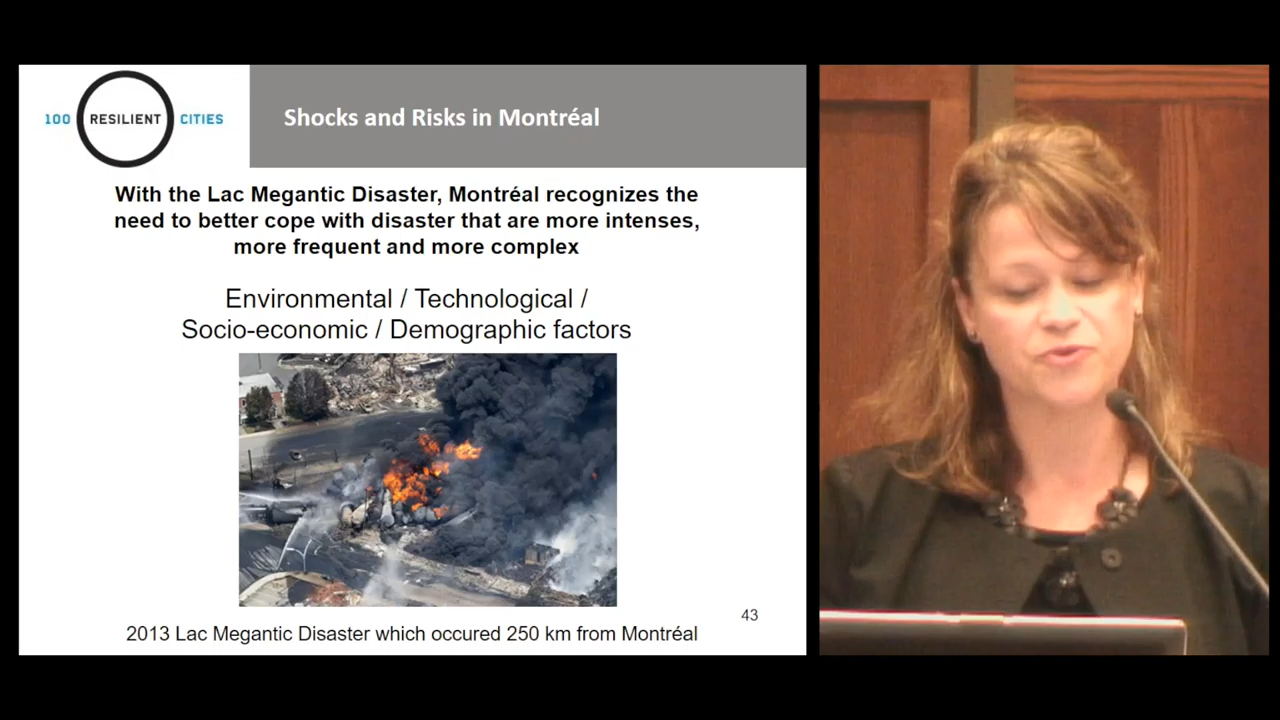 100 RESILIENT CITIES
Shocks and Risks in Montréal
With the Lac Megantic Disaster, Montréal recognizes the
need to better cope with disaster that are more intenses,
more frequent and more complex
Environmental / Technological /
Socio-economic / Demographic factors
43
2013 Lac Megantic Disaster which occured 250 km from Montréal